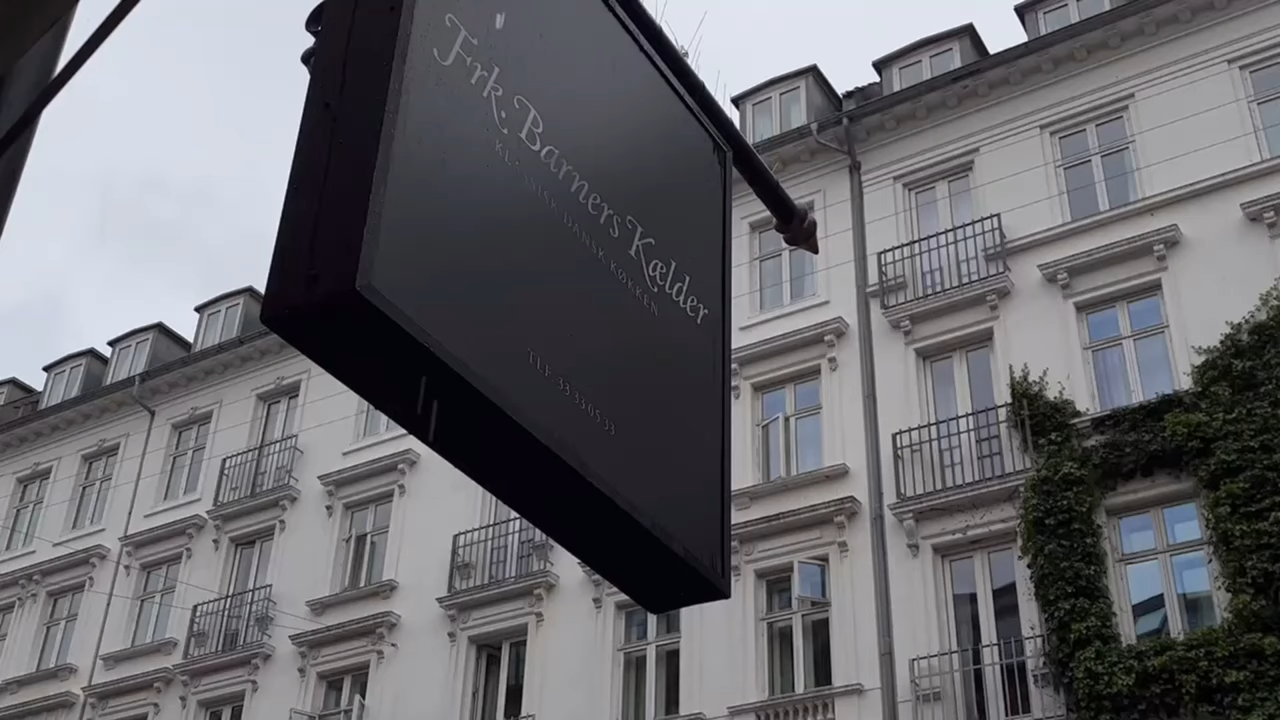 Frk. Barners Kælder
KLASSISK DANSK KØKKEN
TLF 33 33 05 33